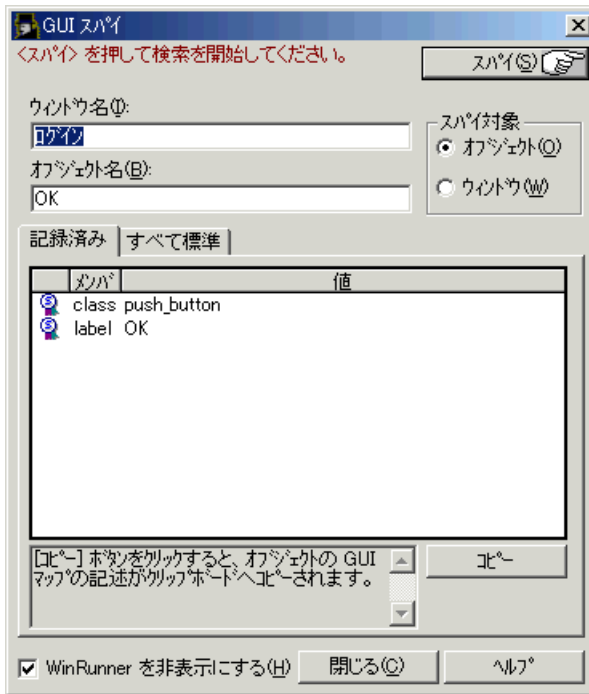 GUI スパイ
<スパイ> を押して検索を開始してください。
スパイ(S)
ウィンドウ名(I):
ログイン
オブジェクト名(B):
OK
スパイ対象
オブジェクト(O)
ウィンドウ(W)
記録済み
すべて標準
メンバ 値
class push_button
label OK
[コピー] ボタンをクリックすると、オブジェクトの GUI
マップの記述がクリップボードへコピーされます。
コピー
WinRunner を非表示にする(H)
閉じる(C)
ヘルプ